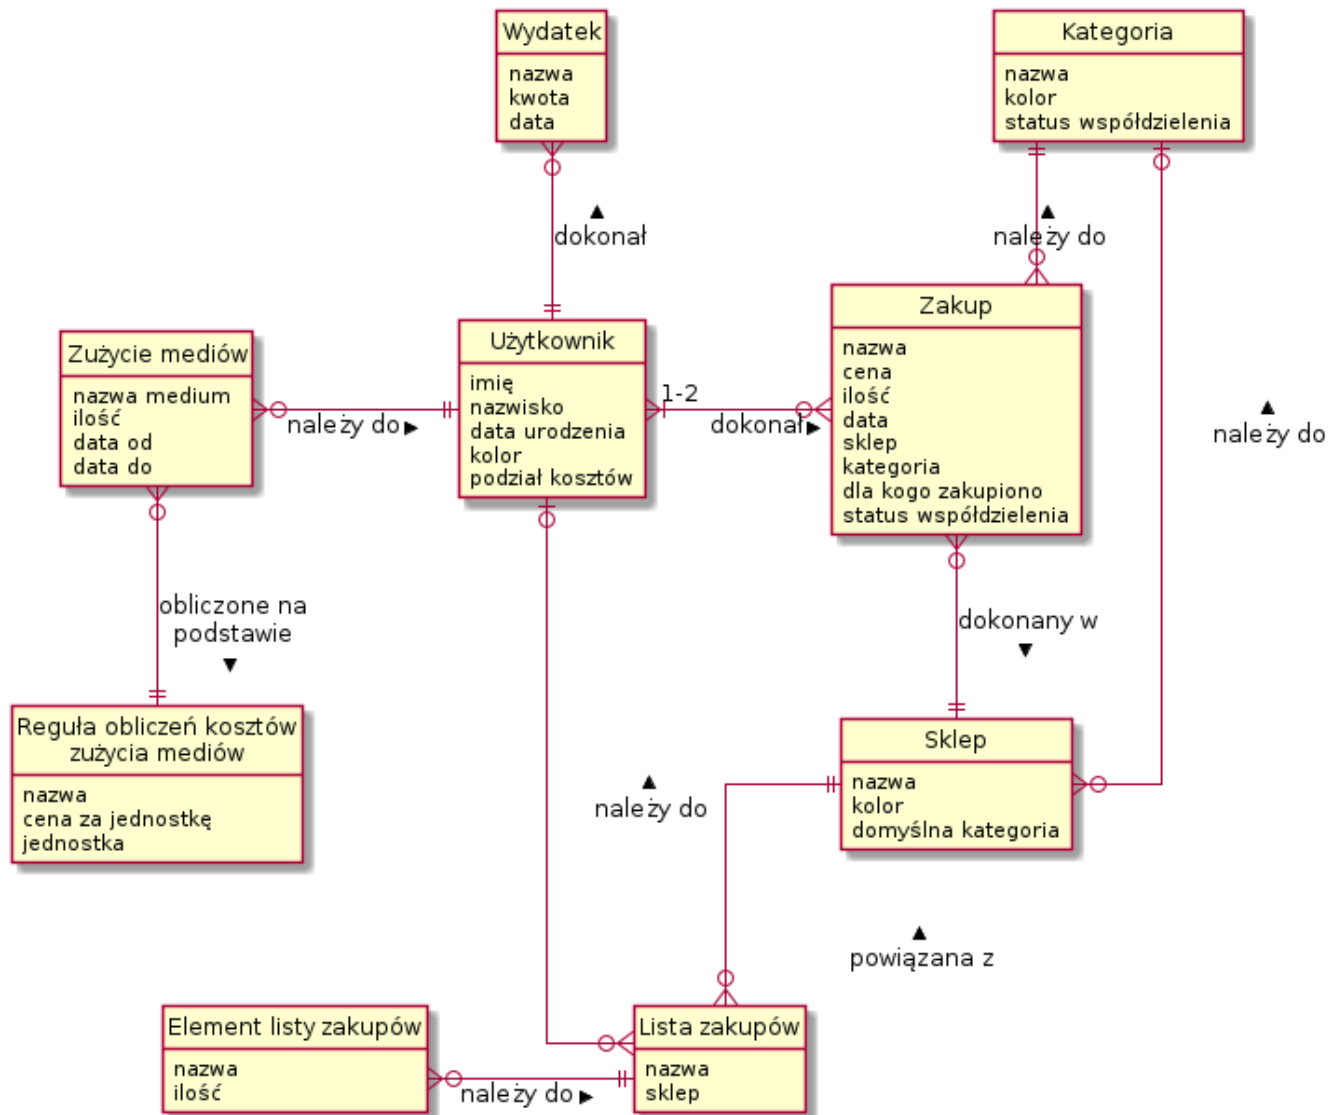 Wydatek
nazwa
kwota
data
Kategoria
nazwa
kolor
status współdzielenia
▲
dokonał
▲
należy do
Zużycie mediów
nazwa medium
ilość
data od
data do
należy do ►
Użytkownik
imię
nazwisko
data urodzenia
kolor
podział kosztów
1-2
dokonał ►
Zakup
nazwa
cena
ilość
data
sklep
kategoria
dla kogo zakupiono
status współdzielenia
▲
należy do
obliczone na
podstawie
▼
dokonany w
▼
Reguła obliczeń kosztów
zużycia mediów
nazwa
cena za jednostkę
jednostka
▲
należy do
Sklep
nazwa
kolor
domyślna kategoria
▲
powiązana z
Element listy zakupów
nazwa
ilość
należy do ►
Lista zakupów
nazwa
sklep